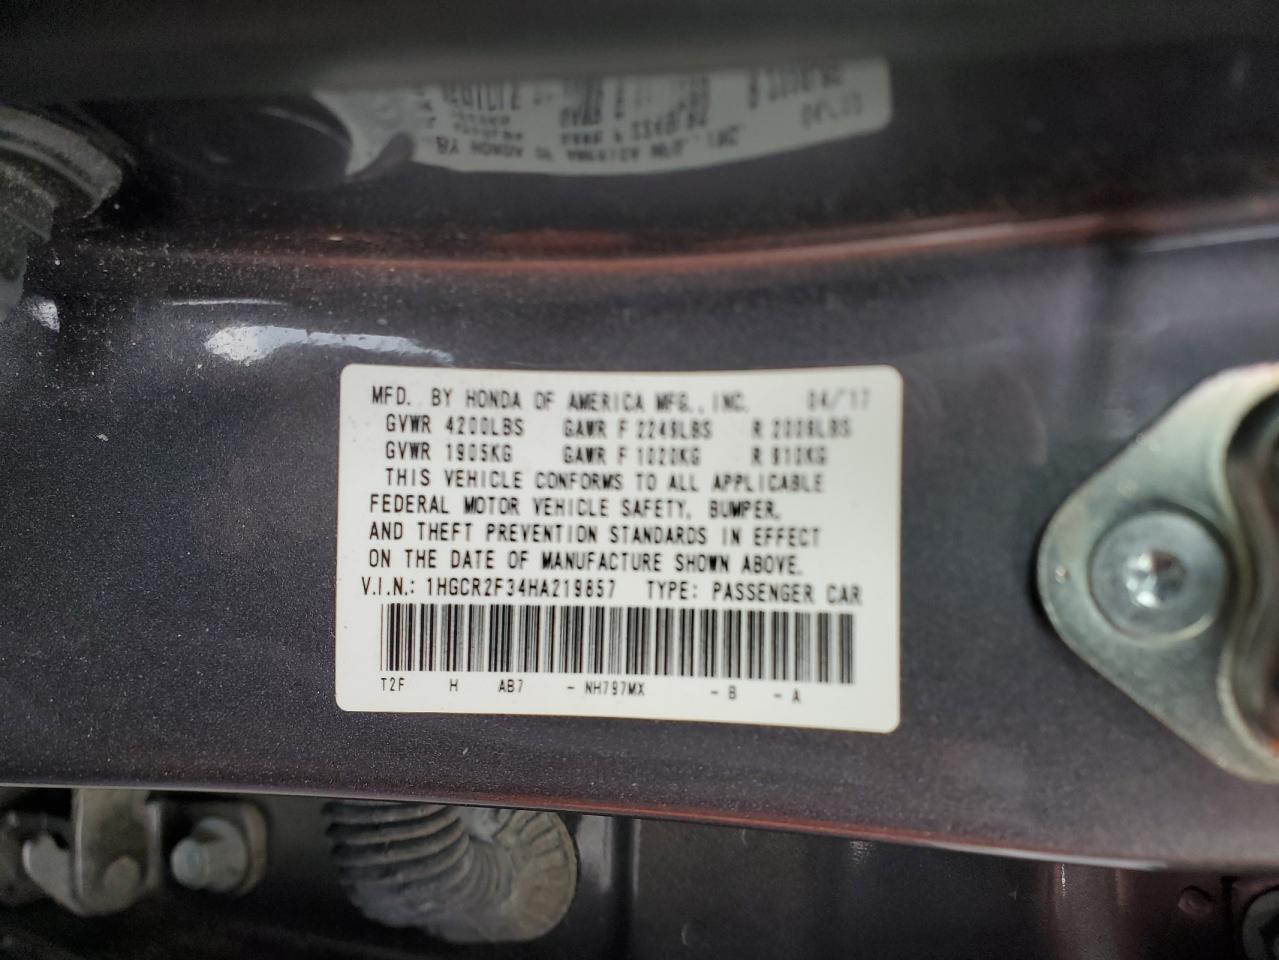 MFD. BY HONDA OF AMERICA MFG., INC. 04/17
GVWR 4200LBS GAWR F 2249LBS R 2006LBS
GVWR 1905KG GAWR F 1020KG R 910KG
THIS VEHICLE CONFORMS TO ALL APPLICABLE
FEDERAL MOTOR VEHICLE SAFETY, BUMPER,
AND THEFT PREVENTION STANDARDS IN EFFECT
ON THE DATE OF MANUFACTURE SHOWN ABOVE.
V.I.N.: 1HGCR2F34HA219857 TYPE: PASSENGER CAR
T2F H AB7 - NH797MX - B - A